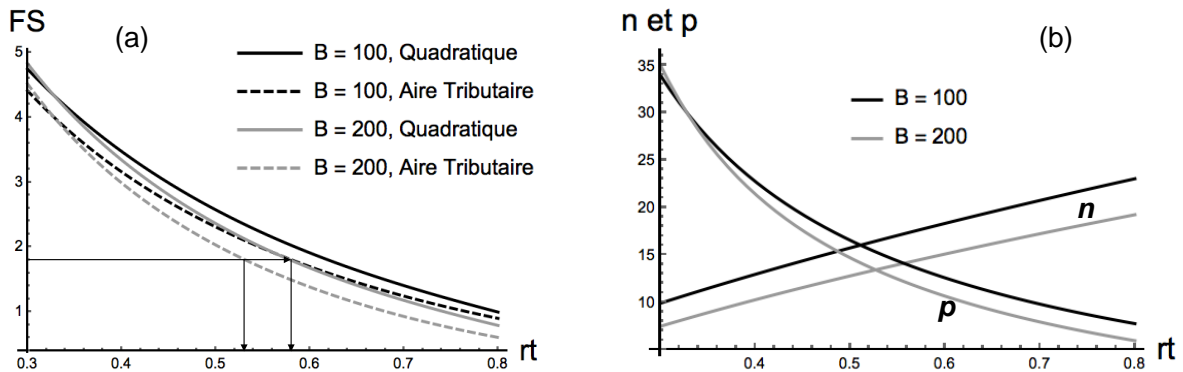 FS
(a)
B = 100, Quadratique
B = 100, Aire Tributaire
B = 200, Quadratique
B = 200, Aire Tributaire
5
4
3
2
1
0.3 0.4 0.5 0.6 0.7 0.8
rt
n et p
(b)
B = 100
B = 200
35
30
25
20
15
10
n
p
0.4 0.5 0.6 0.7 0.8
rt